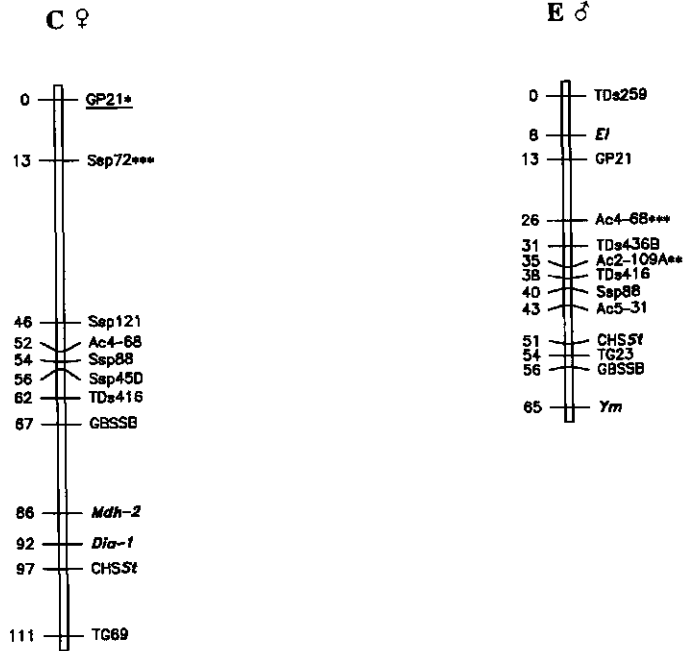 C ♀
0 GP21*
13 Ssp72***
46 Ssp121
52 Ac4-68
54 Ssp88
56 Ssp45D
62 TDs416
67 GBSSB
86 Mdh-2
92 Dia-1
97 CHSSt
111 TG69
E ♂
0 TDs259
8 El
13 GP21
26 Ac4-68***
31 TDs436B
35 Ac2-109A**
38 TDs416
40 Ssp88
43 Ac5-31
51 CHSSt
54 TG23
56 GBSSB
65 Ym